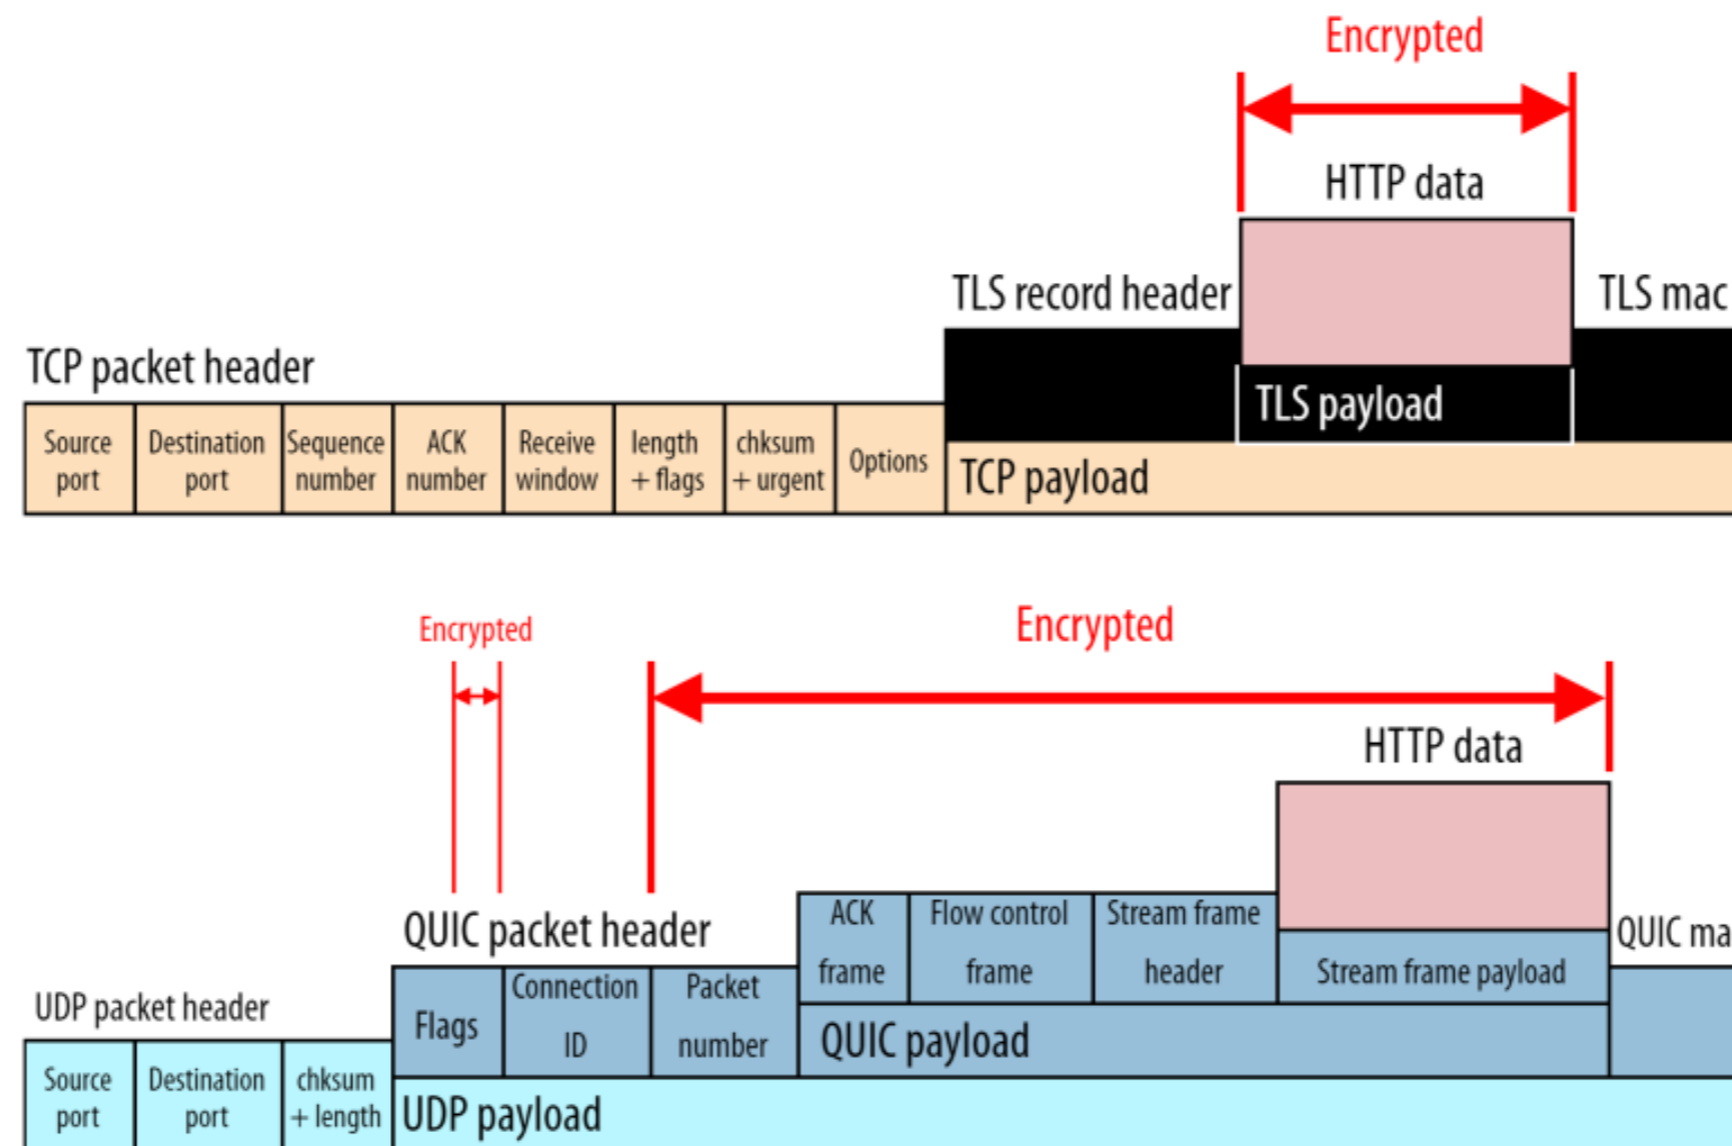 Encrypted
HTTP data
TLS record header
TLS mac
TCP packet header
TLS payload
Source
port
Destination
port
Sequence
number
ACK
number
Receive
window
length
+ flags
chksum
+ urgent
Options
TCP payload
Encrypted
Encrypted
HTTP data
QUIC packet header
ACK
frame
Flow control
frame
Stream frame
header
Stream frame payload
QUIC ma
UDP packet header
Flags
Connection
ID
Packet
number
QUIC payload
Source
port
Destination
port
chksum
+ length
UDP payload